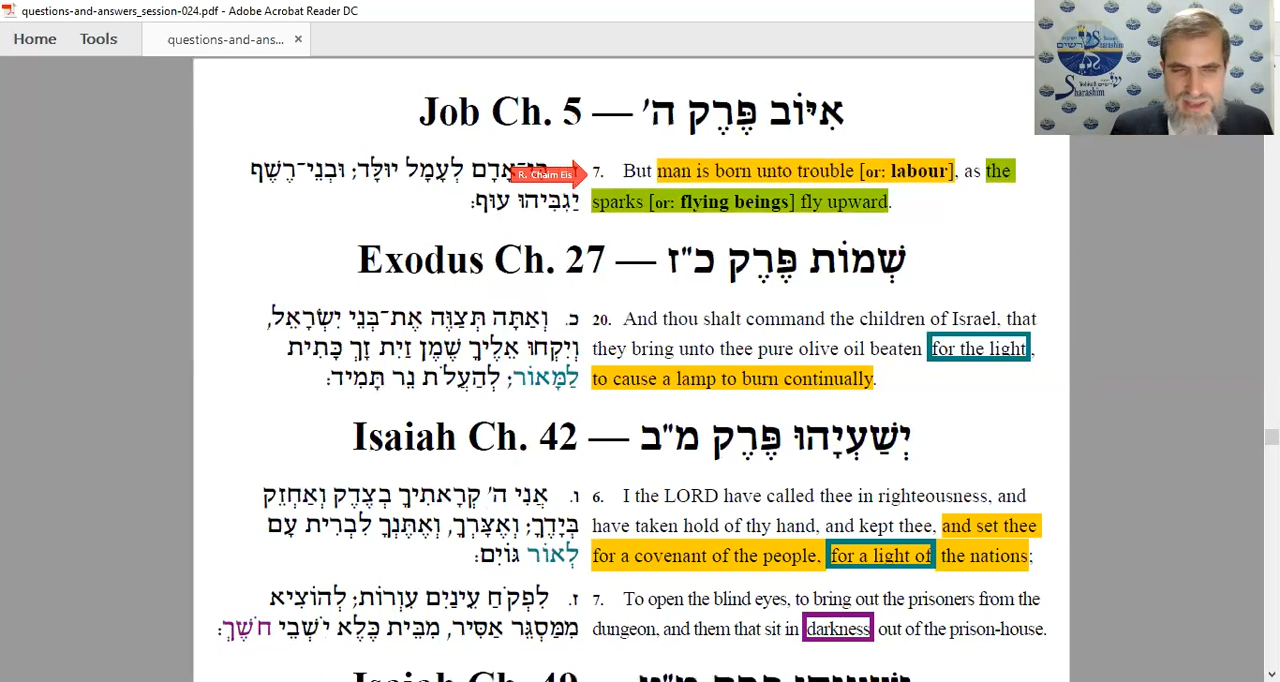 questions-and-answers_session-024.pdf - Adobe Acrobat Reader DC
Home Tools questions-and-ans... ×
Sharashim
Job Ch. 5 — אִיּוֹב פֶּרֶק ה'
7. But man is born unto trouble [or: labour], as the
sparks [or: flying beings] fly upward.
R. Chaim Eis
אָדָם לְעָמָל יוּלָּד; וּבְנֵי־רֶשֶׁף
יַגְבִּיהוּ עוּף:
Exodus Ch. 27 — שְׁמוֹת פֶּרֶק כ"ז
20. And thou shalt command the children of Israel, that
they bring unto thee pure olive oil beaten for the light,
to cause a lamp to burn continually.
כ. וְאַתָּה תְּצַוֶּה אֶת־בְּנֵי יִשְׂרָאֵל,
וְיִקְחוּ אֵלֶיךָ שֶׁמֶן זַיִת זָךְ כָּתִית
לַמָּאוֹר; לְהַעֲלֹת נֵר תָּמִיד:
Isaiah Ch. 42 — יְשַׁעְיָהוּ פֶּרֶק מ"ב
6. I the LORD have called thee in righteousness, and
have taken hold of thy hand, and kept thee, and set thee
for a covenant of the people, for a light of the nations;
ו. אֲנִי ה' קְרָאתִיךָ בְצֶדֶק וְאַחְזֵק
בְּיָדֶךָ; וְאֶצָּרְךָ, וְאֶתֶּנְךָ לִבְרִית עָם
לְאוֹר גּוֹיִם:
7. To open the blind eyes, to bring out the prisoners from the
dungeon, and them that sit in darkness out of the prison-house.
ז. לִפְקֹחַ עֵינַיִם עִוְרוֹת; לְהוֹצִיא
מִמַּסְגֵּר אַסִּיר, מִבֵּית כֶּלֶא יֹשְׁבֵי חֹשֶׁךְ: